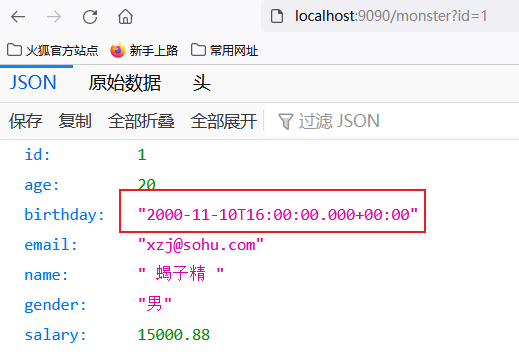 localhost:9090/monster?id=1
火狐官方站点 新手上路 常用网址
JSON 原始数据 头
保存 复制 全部折叠 全部展开 过滤 JSON
id: 1
age: 20
birthday: "2000-11-10T16:00:00.000+00:00"
email: "xzj@sohu.com"
name: " 蝎子精 "
gender: "男"
salary: 15000.88